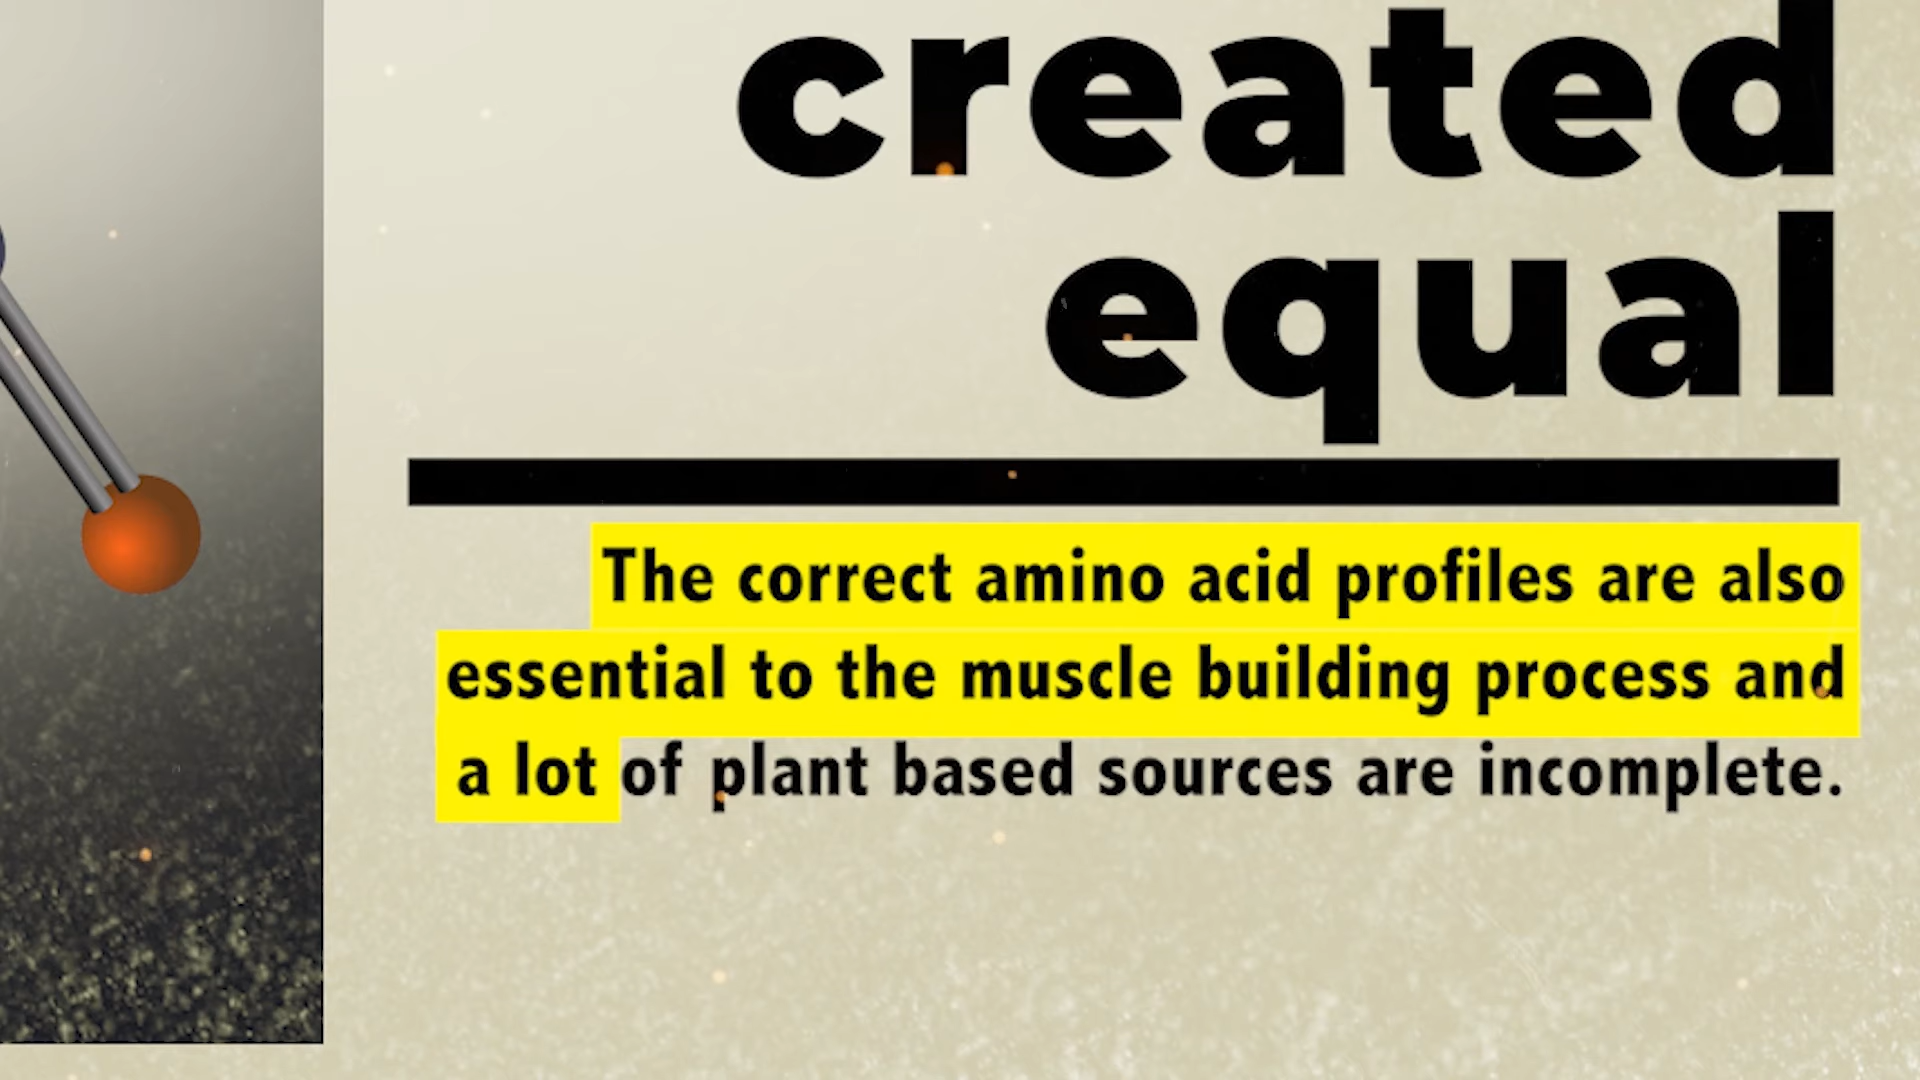 created
equal
The correct amino acid profiles are also
essential to the muscle building process and
a lot of plant based sources are incomplete.